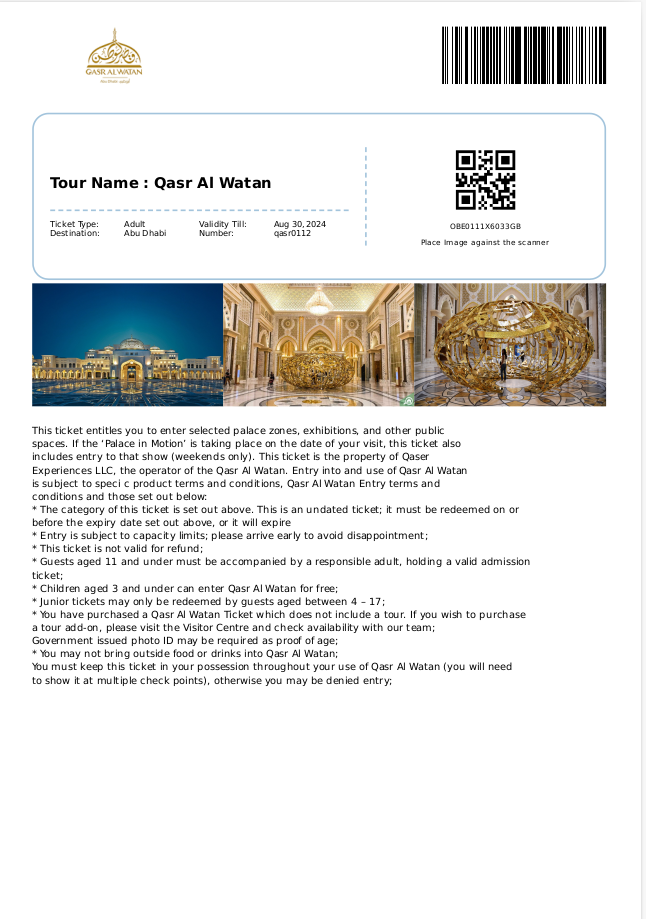 QASR AL WATAN
Tour Name : Qasr Al Watan
Ticket Type: Adult Validity Till: Aug 30,2024
Destination: Abu Dhabi Number: qasr0112
OBE0111X6033GB
Place Image against the scanner
This ticket entitles you to enter selected palace zones, exhibitions, and other public
spaces. If the ‘Palace in Motion’ is taking place on the date of your visit, this ticket also
includes entry to that show (weekends only). This ticket is the property of Qaser
Experiences LLC, the operator of the Qasr Al Watan. Entry into and use of Qasr Al Watan
is subject to speci c product terms and conditions, Qasr Al Watan Entry terms and
conditions and those set out below:
* The category of this ticket is set out above. This is an undated ticket; it must be redeemed on or
before the expiry date set out above, or it will expire
* Entry is subject to capacity limits; please arrive early to avoid disappointment;
* This ticket is not valid for refund;
* Guests aged 11 and under must be accompanied by a responsible adult, holding a valid admission
ticket;
* Children aged 3 and under can enter Qasr Al Watan for free;
* Junior tickets may only be redeemed by guests aged between 4 – 17;
* You have purchased a Qasr Al Watan Ticket which does not include a tour. If you wish to purchase
a tour add-on, please visit the Visitor Centre and check availability with our team;
Government issued photo ID may be required as proof of age;
* You may not bring outside food or drinks into Qasr Al Watan;
You must keep this ticket in your possession throughout your use of Qasr Al Watan (you will need
to show it at multiple check points), otherwise you may be denied entry;